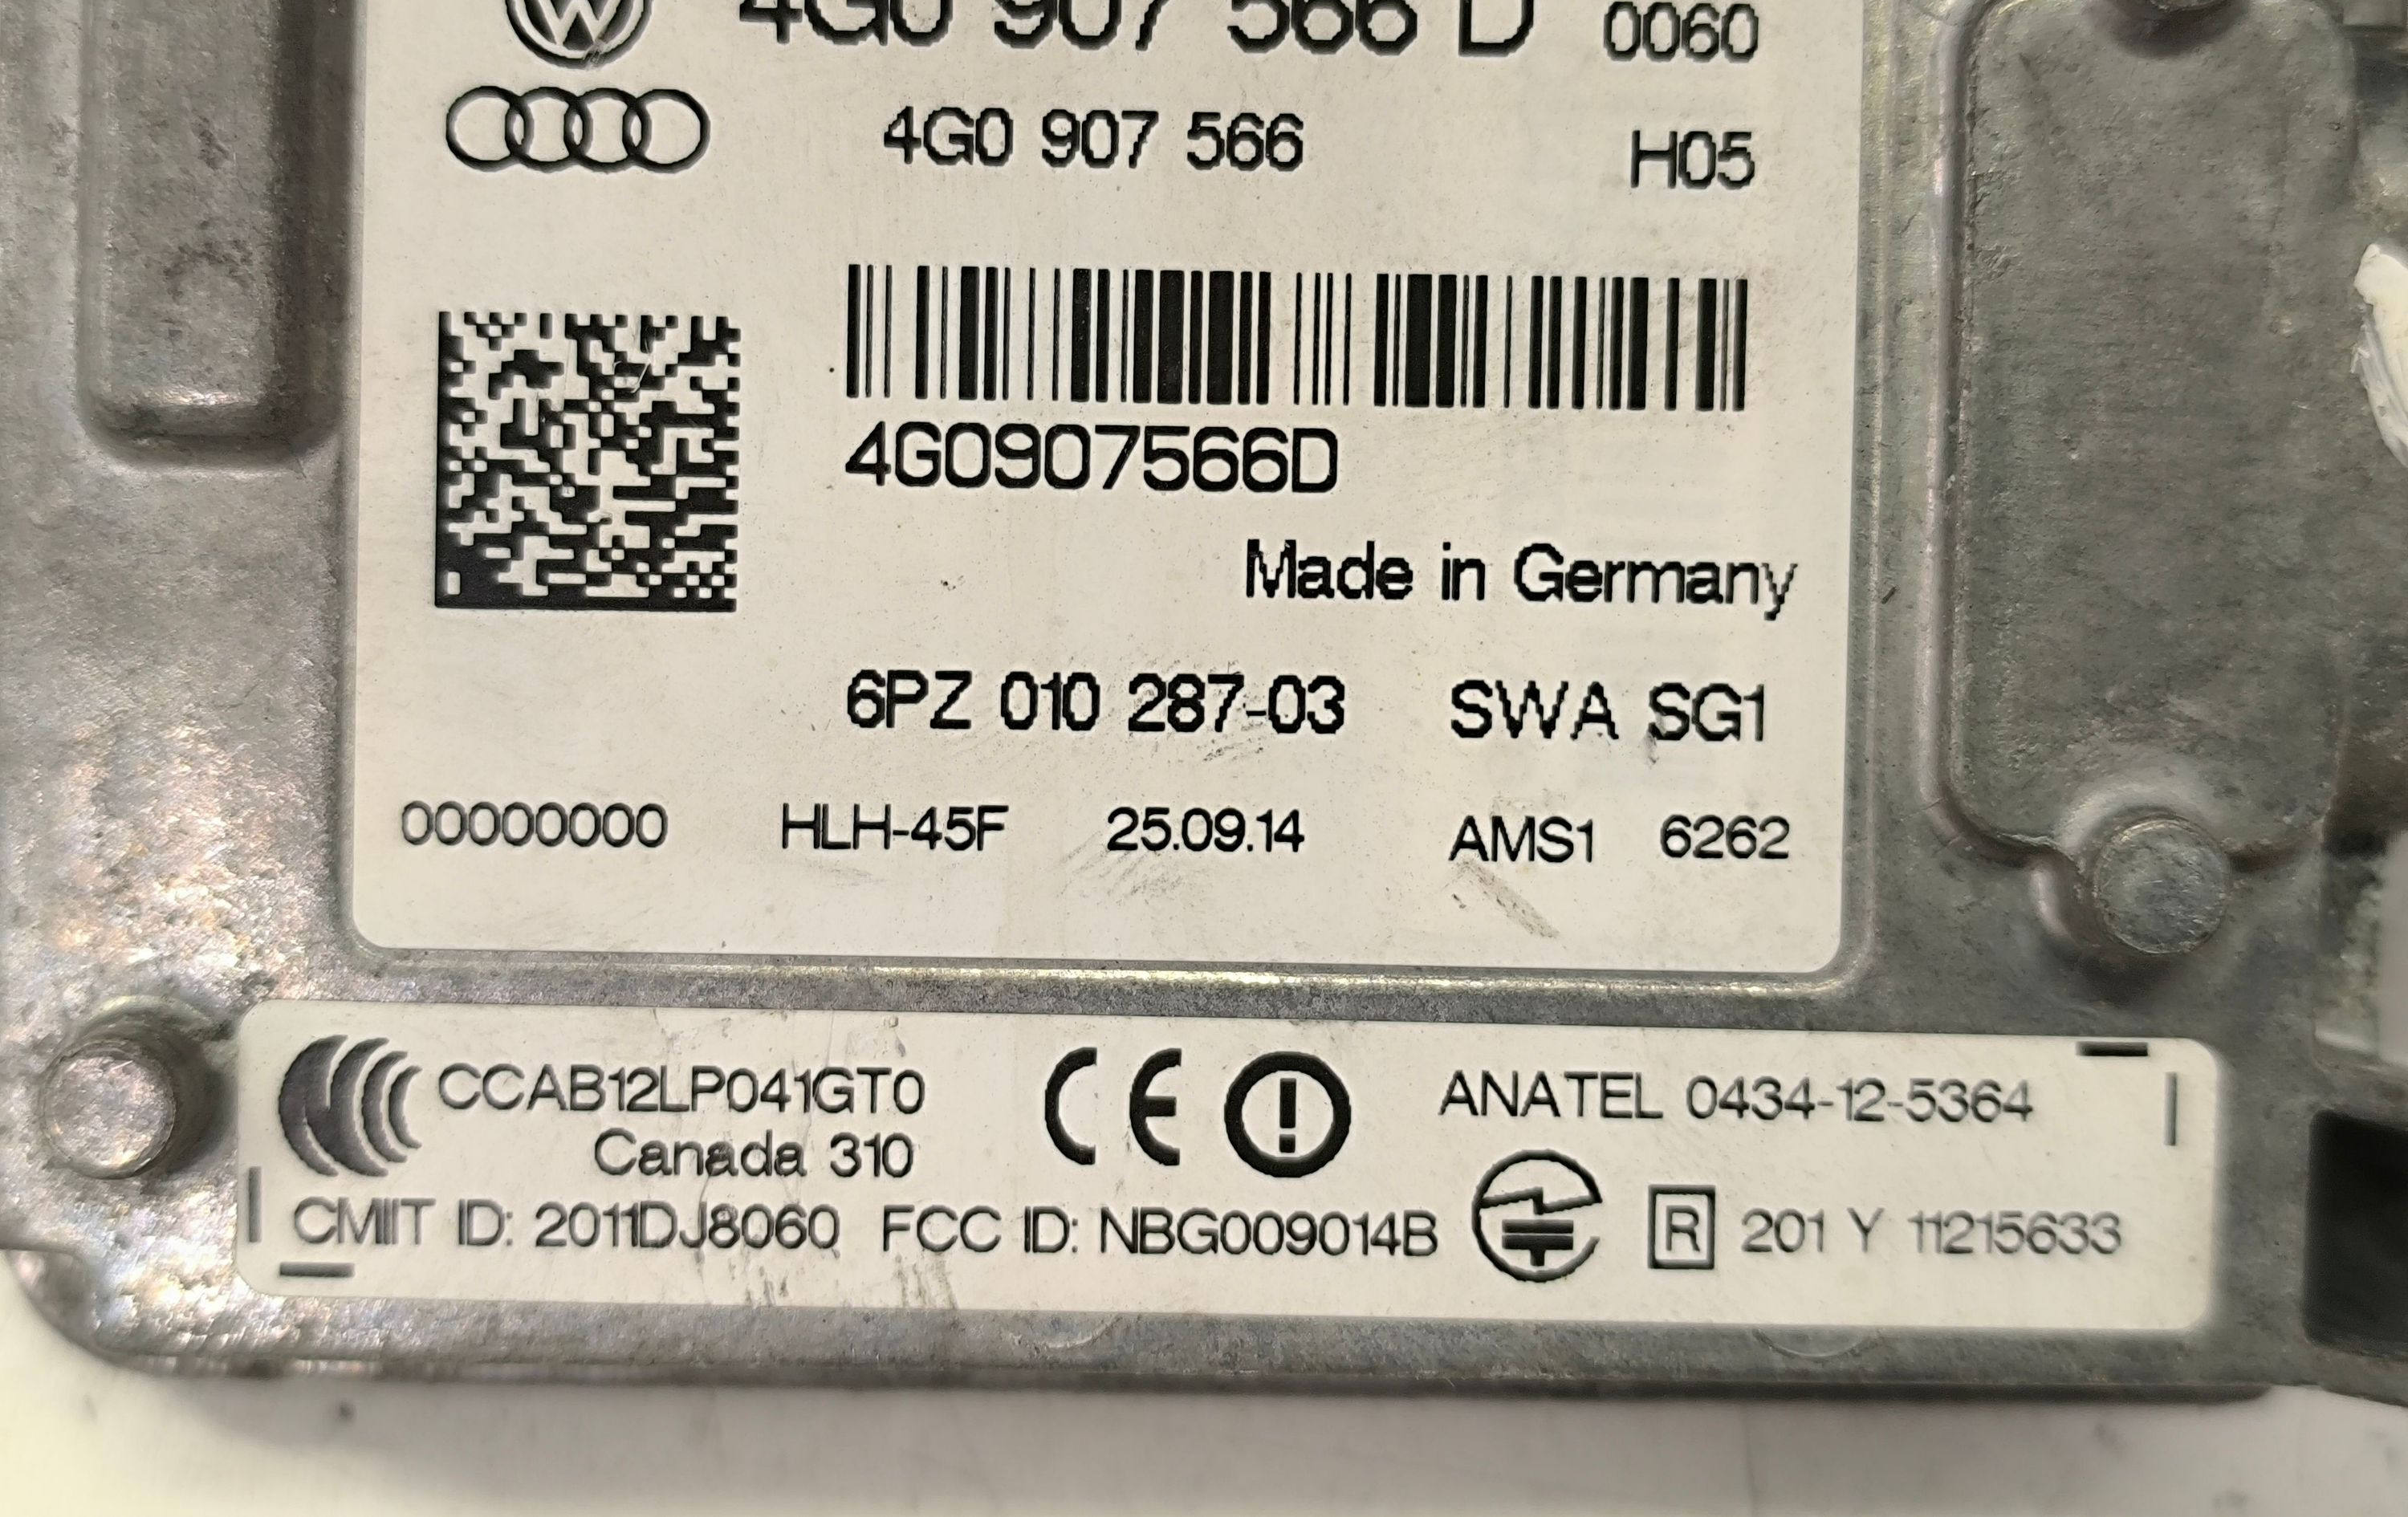 4G0 907 566 D 0060
4G0 907 566 H05
4G0907566D
Made in Germany
6PZ 010 287-03 SWA SG1
00000000 HLH-45F 25.09.14 AMS1 6262
CCAB12LP041GT0 CE ANATEL 0434-12-5364
Canada 310
CMIIT ID: 2011DJ8060 FCC ID: NBG009014B R 201 Y 11215633